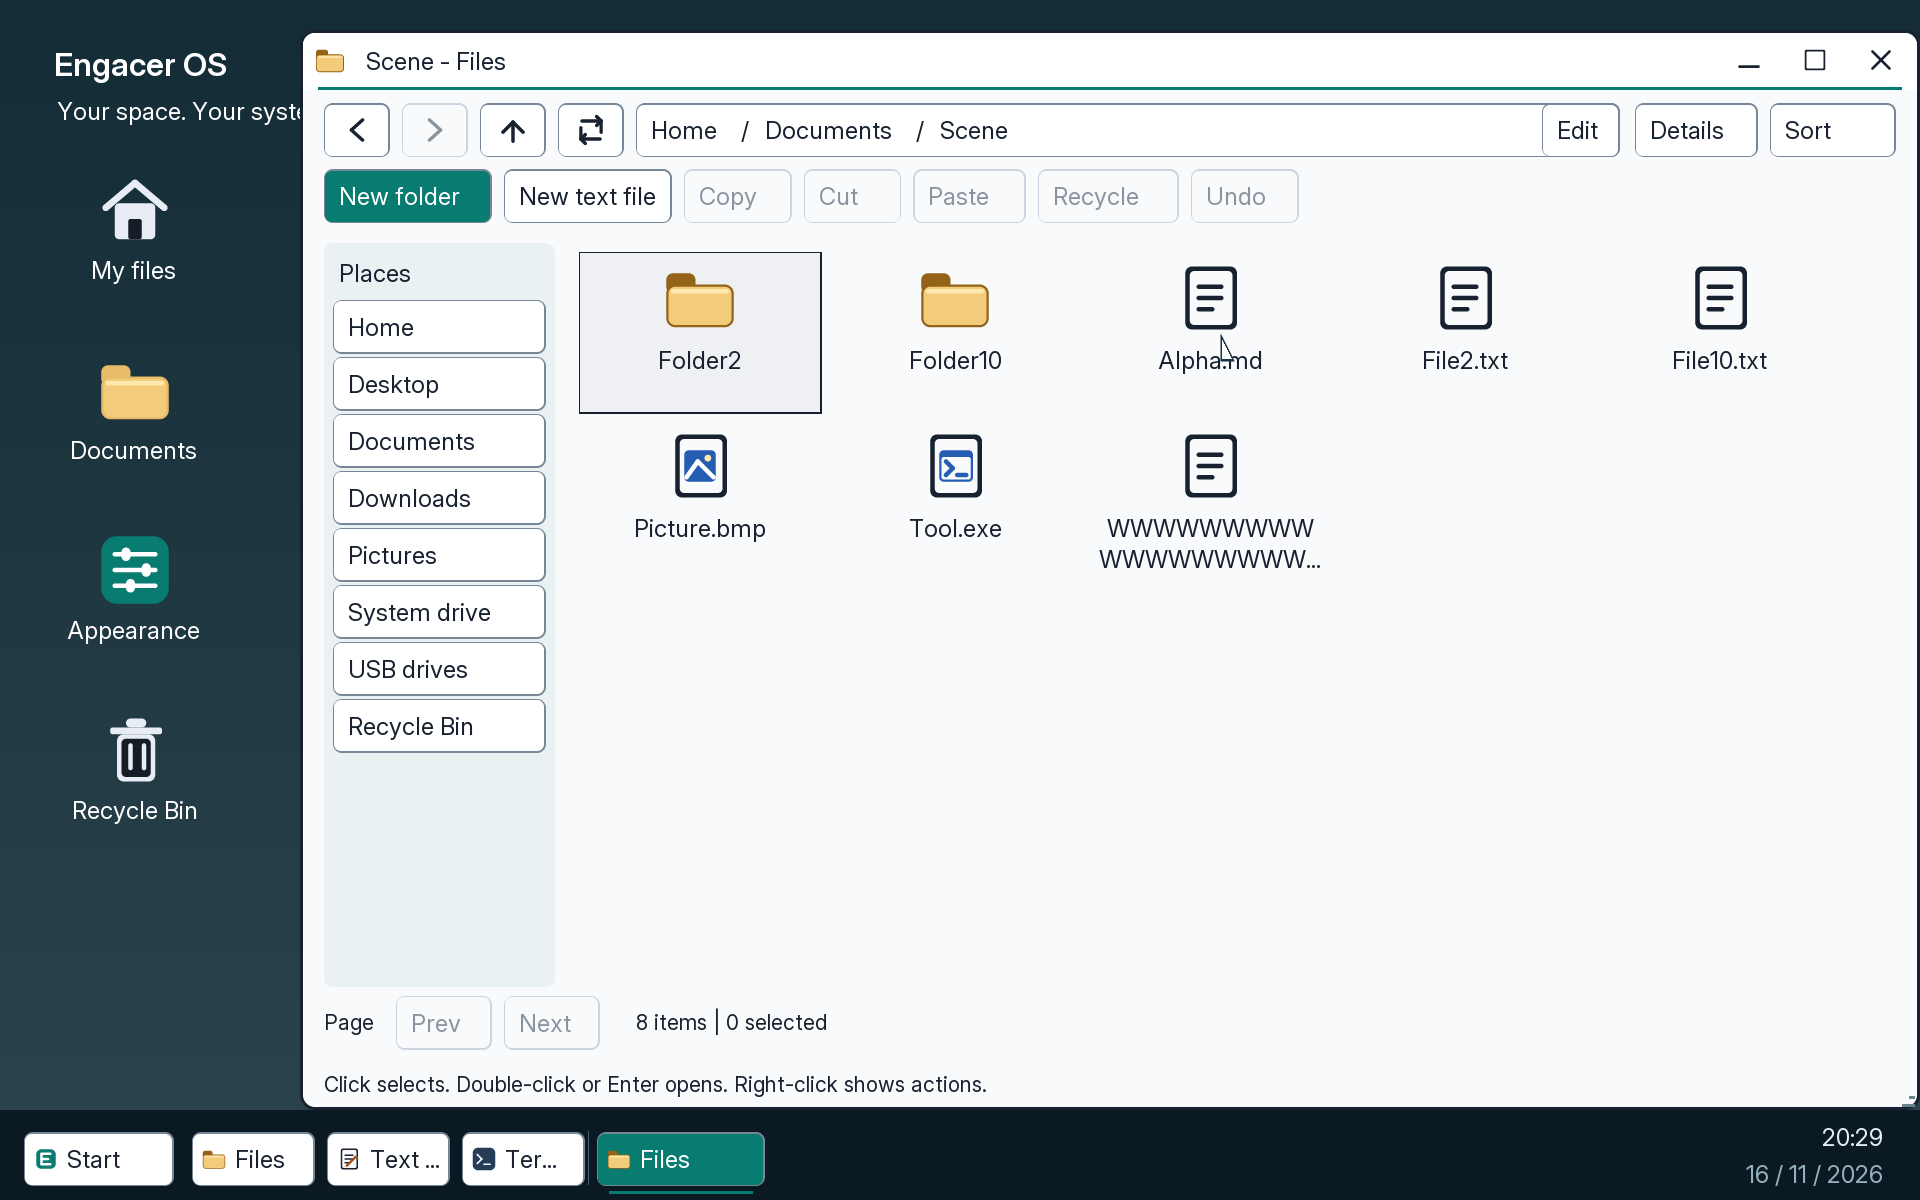 Engacer OS
Your space. Your syste
My files
Documents
Appearance
Recycle Bin
Scene - Files
Home / Documents / Scene
Edit
Details
Sort
New folder
New text file
Copy
Cut
Paste
Recycle
Undo
Places
Home
Desktop
Documents
Downloads
Pictures
System drive
USB drives
Recycle Bin
Folder2
Folder10
Alpha.md
File2.txt
File10.txt
Picture.bmp
Tool.exe
WWWWWWWWW
WWWWWWWWW...
Page
Prev
Next
8 items | 0 selected
Click selects. Double-click or Enter opens. Right-click shows actions.
Start
Files
Text ...
Ter...
Files
20:29
16 / 11 / 2026